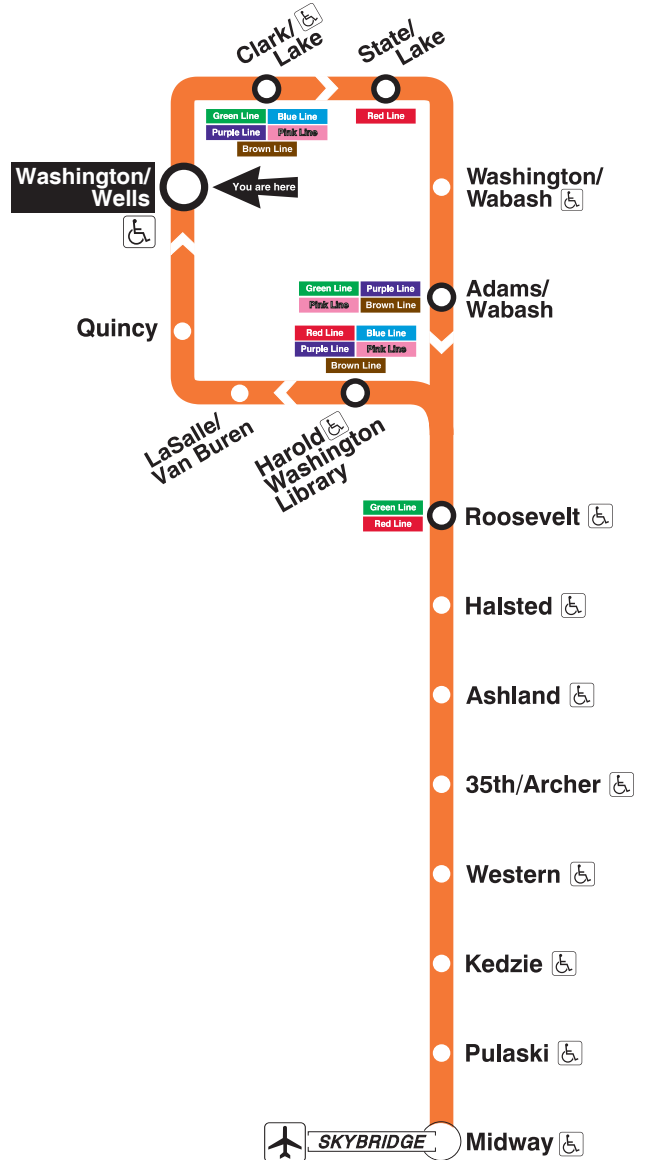 Clark/
Lake
State/
Lake
Green Line
Blue Line
Purple Line
Pink Line
Brown Line
Red Line
Washington/
Wells
You are here
Washington/
Wabash
Green Line
Purple Line
Pink Line
Brown Line
Adams/
Wabash
Quincy
Red Line
Blue Line
Purple Line
Pink Line
Brown Line
LaSalle/
Van Buren
Harold
Washington
Library
Green Line
Red Line
Roosevelt
Halsted
Ashland
35th/Archer
Western
Kedzie
Pulaski
SKYBRIDGE
Midway